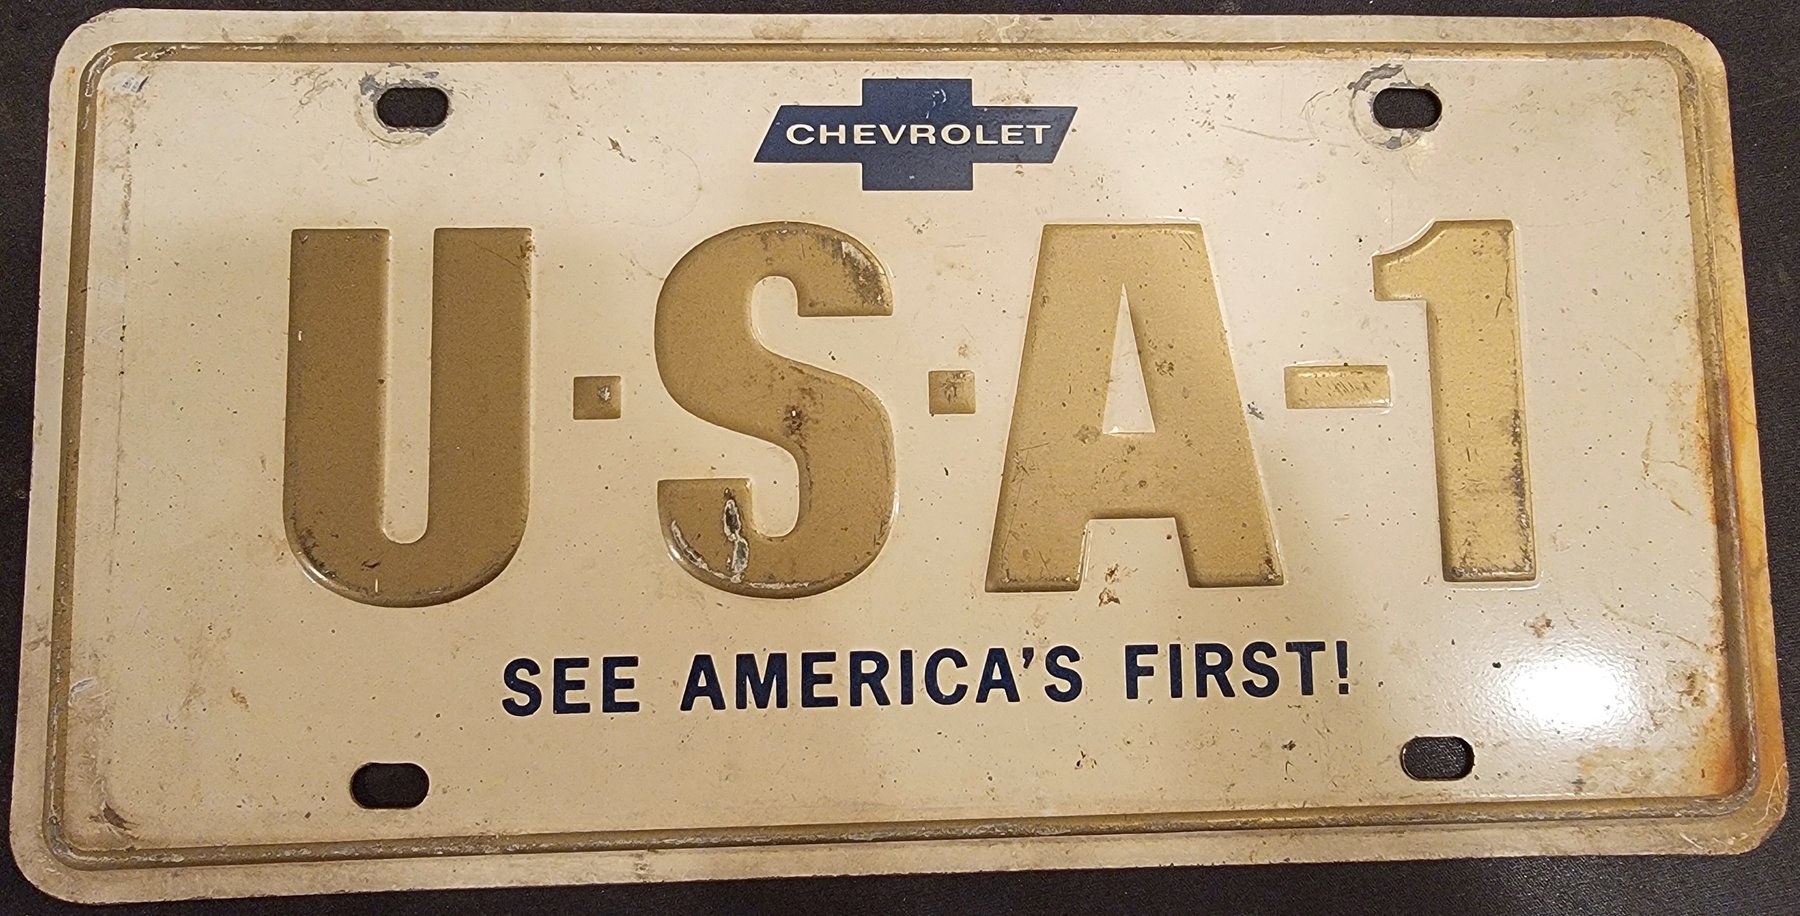 CHEVROLET
U·S·A-1
SEE AMERICA'S FIRST!